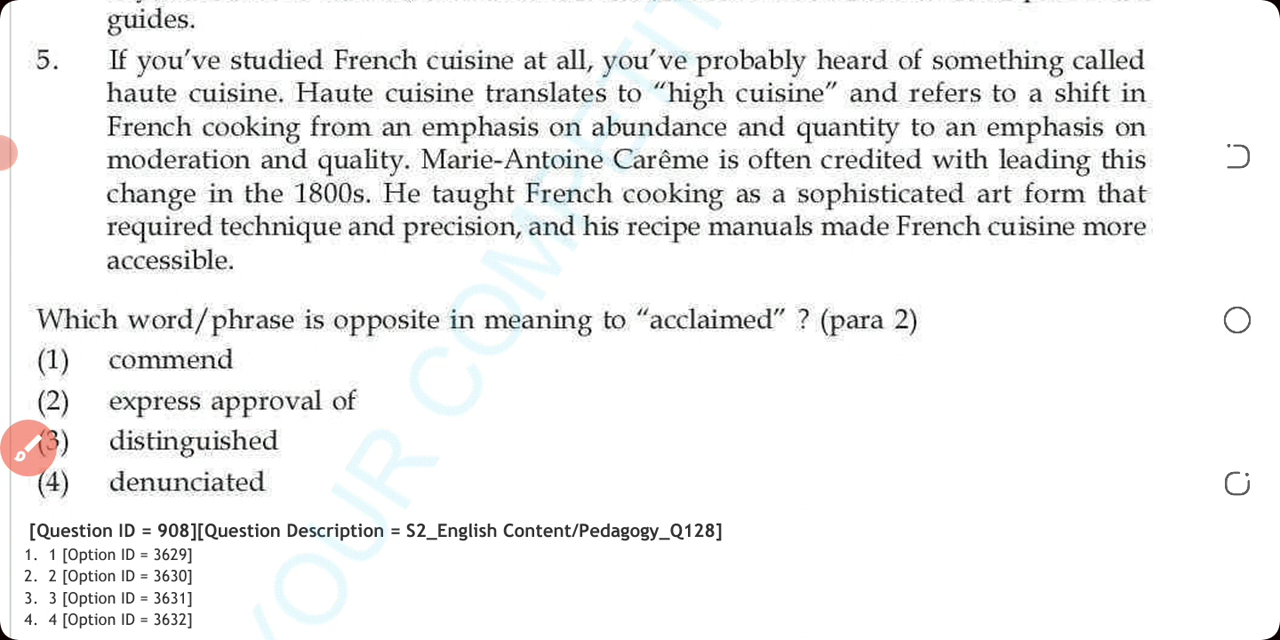 guides.
5. If you've studied French cuisine at all, you've probably heard of something called
haute cuisine. Haute cuisine translates to "high cuisine" and refers to a shift in
French cooking from an emphasis on abundance and quantity to an emphasis on
moderation and quality. Marie-Antoine Carême is often credited with leading this
change in the 1800s. He taught French cooking as a sophisticated art form that
required technique and precision, and his recipe manuals made French cuisine more
accessible.
Which word/phrase is opposite in meaning to "acclaimed" ? (para 2)
(1) commend
(2) express approval of
(3) distinguished
(4) denunciated
[Question ID = 908][Question Description = S2_English Content/Pedagogy_Q128]
1. 1 [Option ID = 3629]
2. 2 [Option ID = 3630]
3. 3 [Option ID = 3631]
4. 4 [Option ID = 3632]
YOUR COMPETIT